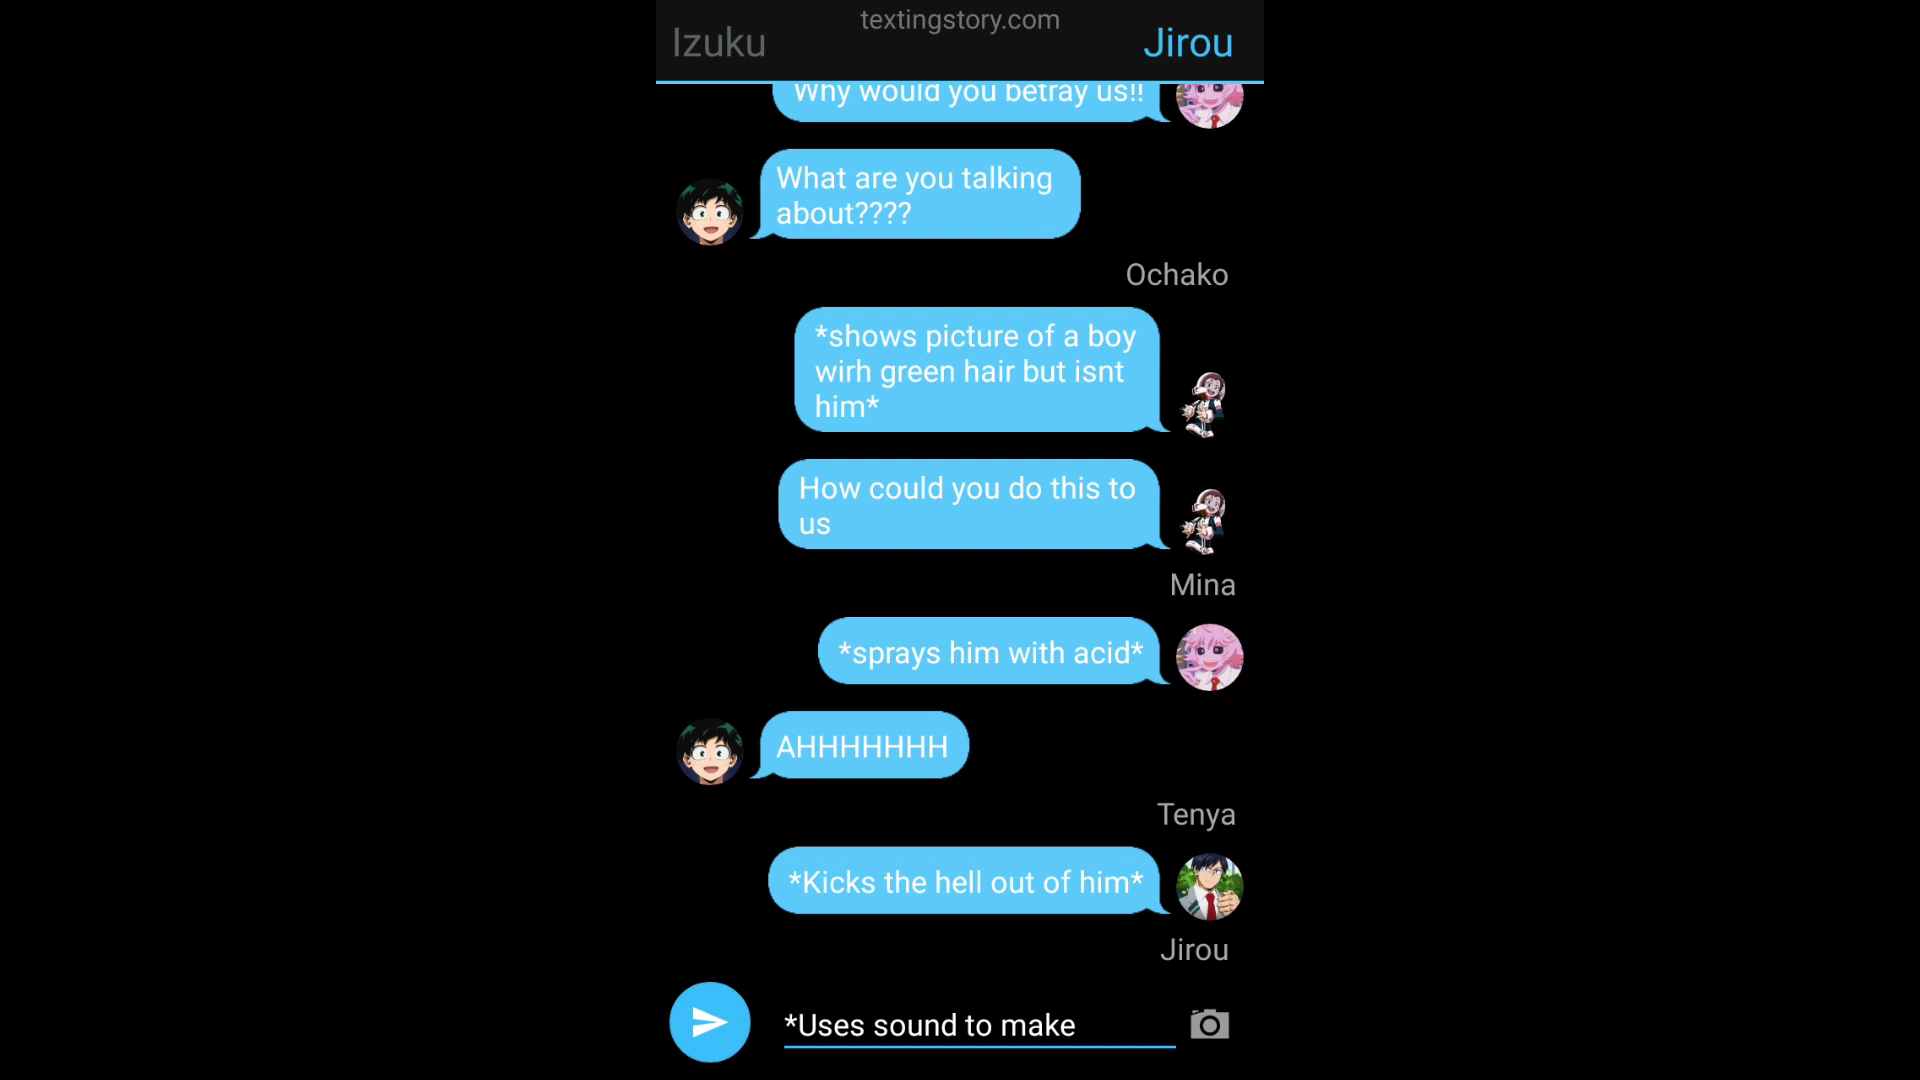 textingstory.com
Izuku
Jirou
Why would you betray us!!
What are you talking
about????
Ochako
*shows picture of a boy
wirh green hair but isnt
him*
How could you do this to
us
Mina
*sprays him with acid*
AHHHHHHH
Tenya
*Kicks the hell out of him*
Jirou
*Uses sound to make